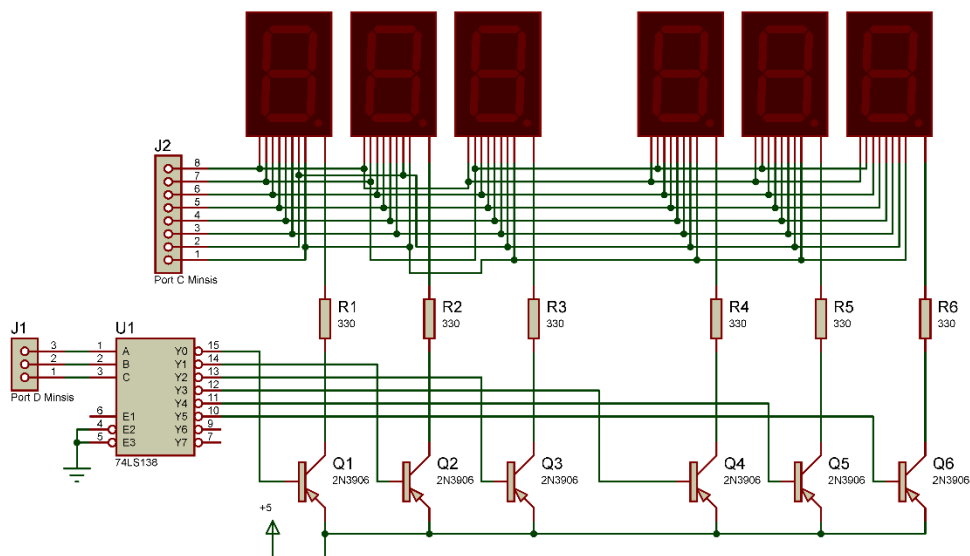 J2
8
7
6
5
4
3
2
1
Port C Minsis
R1
330
R2
330
R3
330
R4
330
R5
330
R6
330
J1
3
2
1
Port D Minsis
U1
1 A Y0 15
2 B Y1 14
3 C Y2 13
Y3 12
Y4 11
6 E1 Y5 10
4 E2 Y6 9
5 E3 Y7 7
74LS138
Q1
2N3906
Q2
2N3906
Q3
2N3906
Q4
2N3906
Q5
2N3906
Q6
2N3906
+5